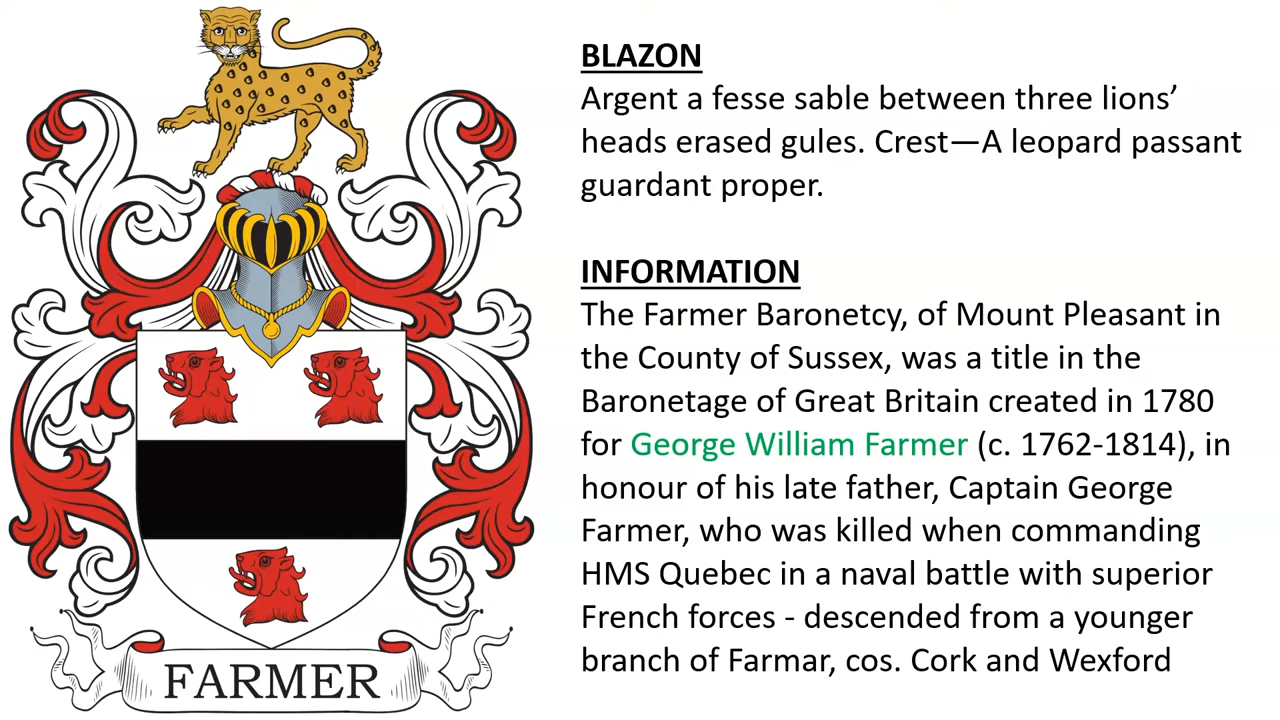 BLAZON
Argent a fesse sable between three lions’
heads erased gules. Crest—A leopard passant
guardant proper.
INFORMATION
The Farmer Baronetcy, of Mount Pleasant in
the County of Sussex, was a title in the
Baronetage of Great Britain created in 1780
for George William Farmer (c. 1762-1814), in
honour of his late father, Captain George
Farmer, who was killed when commanding
HMS Quebec in a naval battle with superior
French forces - descended from a younger
branch of Farmar, cos. Cork and Wexford
FARMER